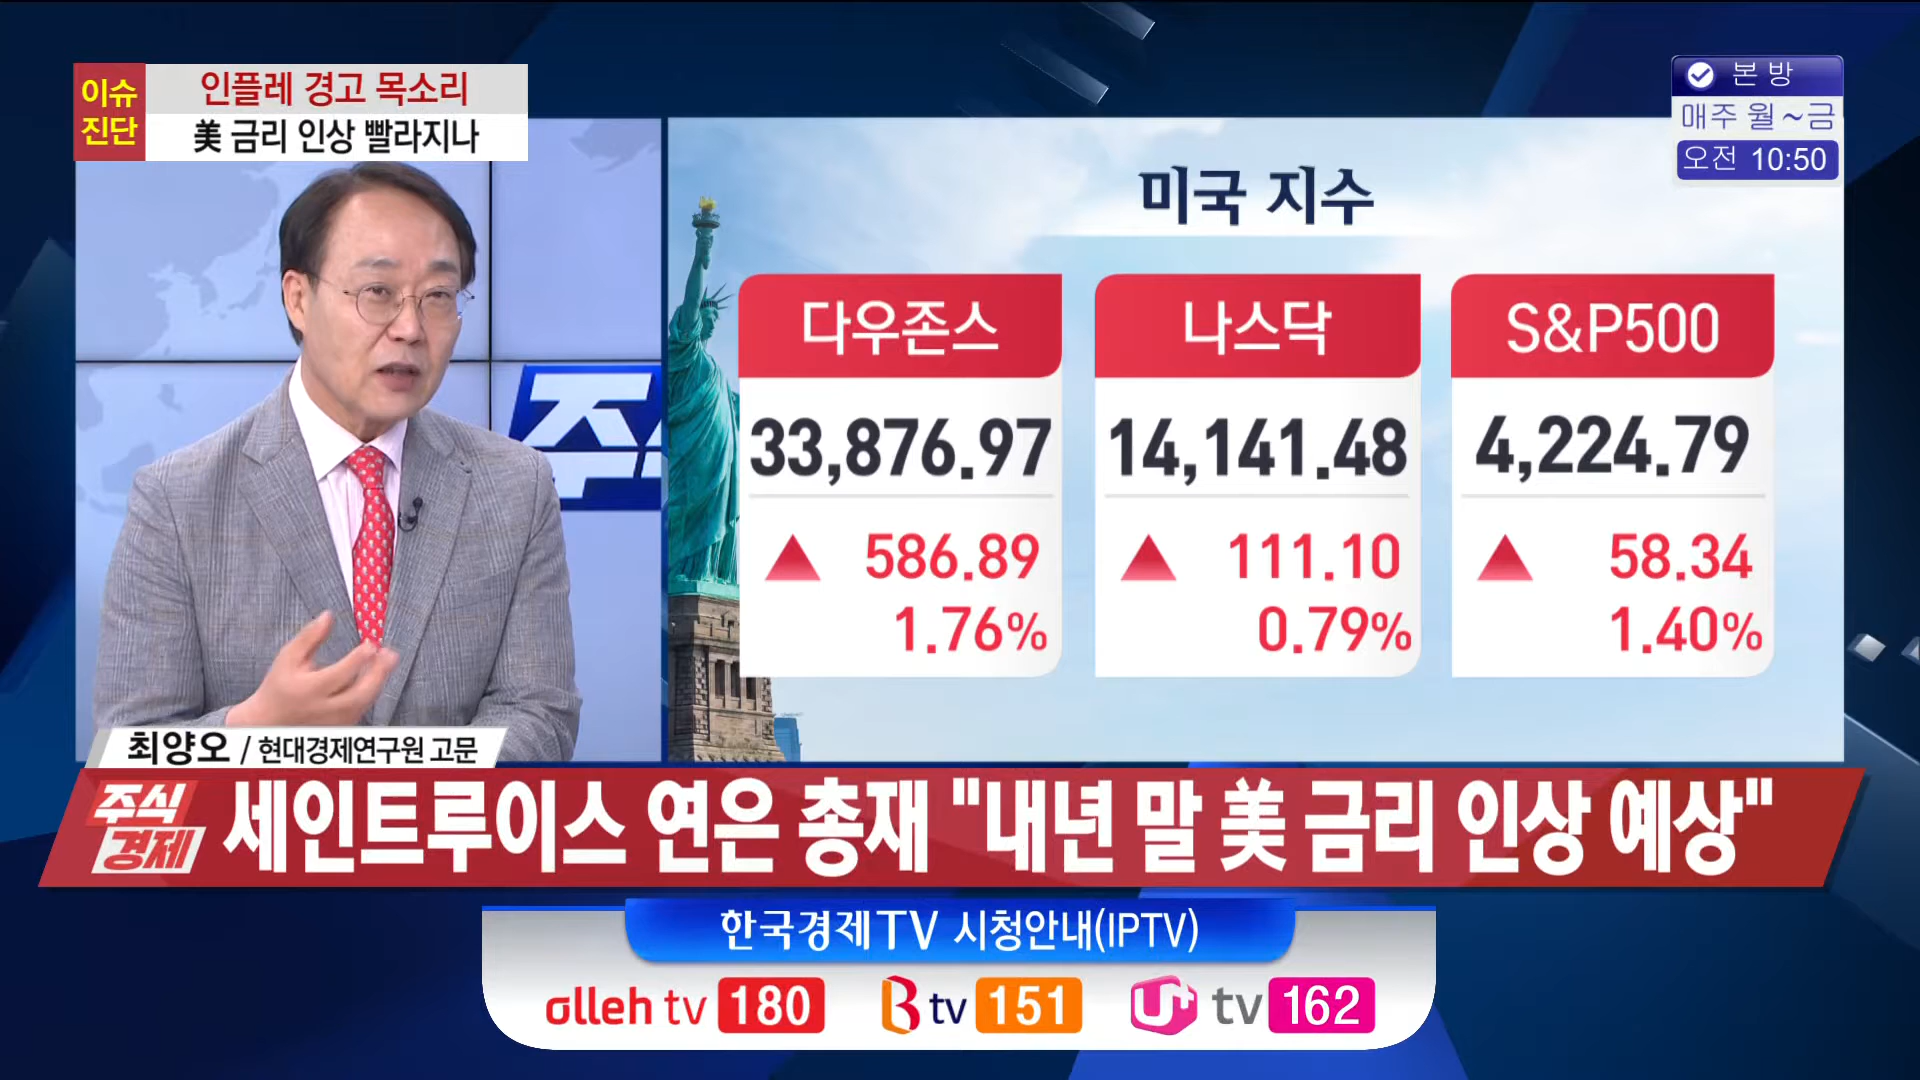 이슈
진단
인플레 경고 목소리
美 금리 인상 빨라지나
본 방
매주 월~금
오전 10:50
미국 지수
다우존스
33,876.97
▲ 586.89
1.76%
나스닥
14,141.48
▲ 111.10
0.79%
S&P500
4,224.79
▲ 58.34
1.40%
최양오 / 현대경제연구원 고문
주식
경제
세인트루이스 연은 총재 "내년 말 美 금리 인상 예상"
한국경제TV 시청안내(IPTV)
olleh tv 180
B tv 151
U+ tv 162